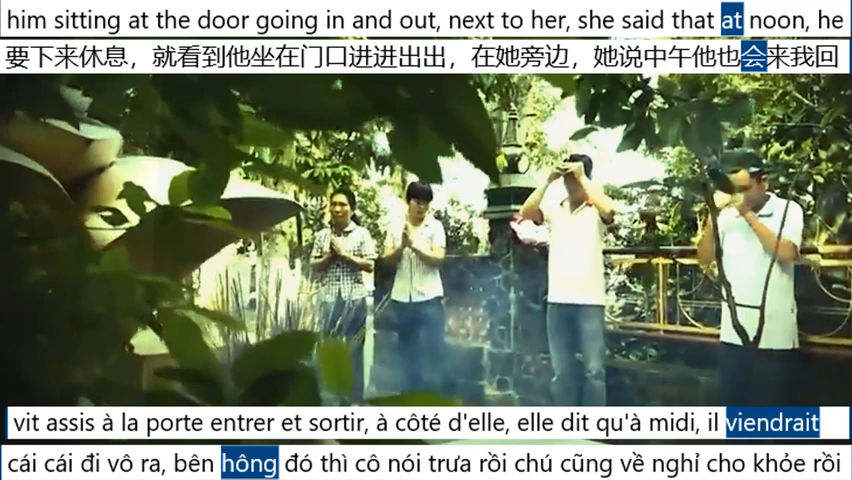 him sitting at the door going in and out, next to her, she said that at noon, he
要下来休息，就看到他坐在门口进进出出，在她旁边，她说中午他也会来我回
vit assis à la porte entrer et sortir, à côté d'elle, elle dit qu'à midi, il viendrait
cái cái đi vô ra, bên hông đó thì cô nói trưa rồi chú cũng về nghỉ cho khỏe rồi